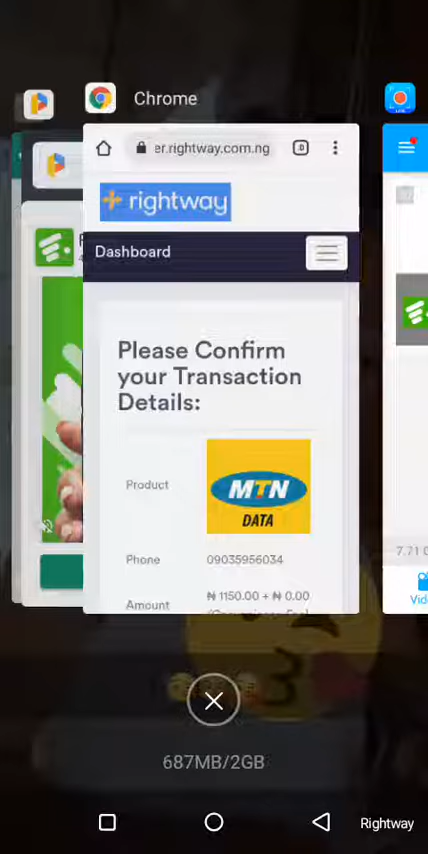 Chrome
er.rightway.com.ng
:D
rightway
Dashboard
Please Confirm
your Transaction
Details:
Product
MTN
DATA
Phone
09035956034
Amount
₦ 1150.00 + ₦ 0.00
7.71 G
Vide
687MB/2GB
Rightway